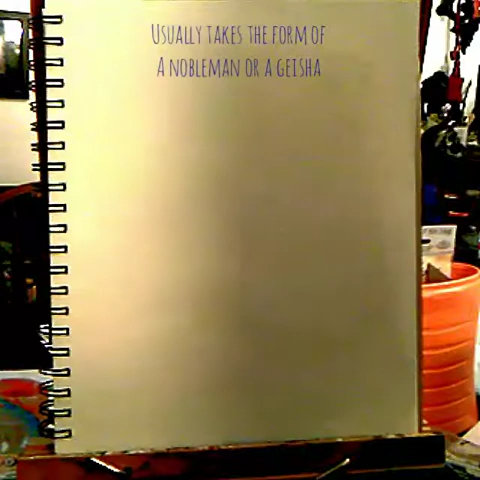 Usually takes the form of
A nobleman or a geisha